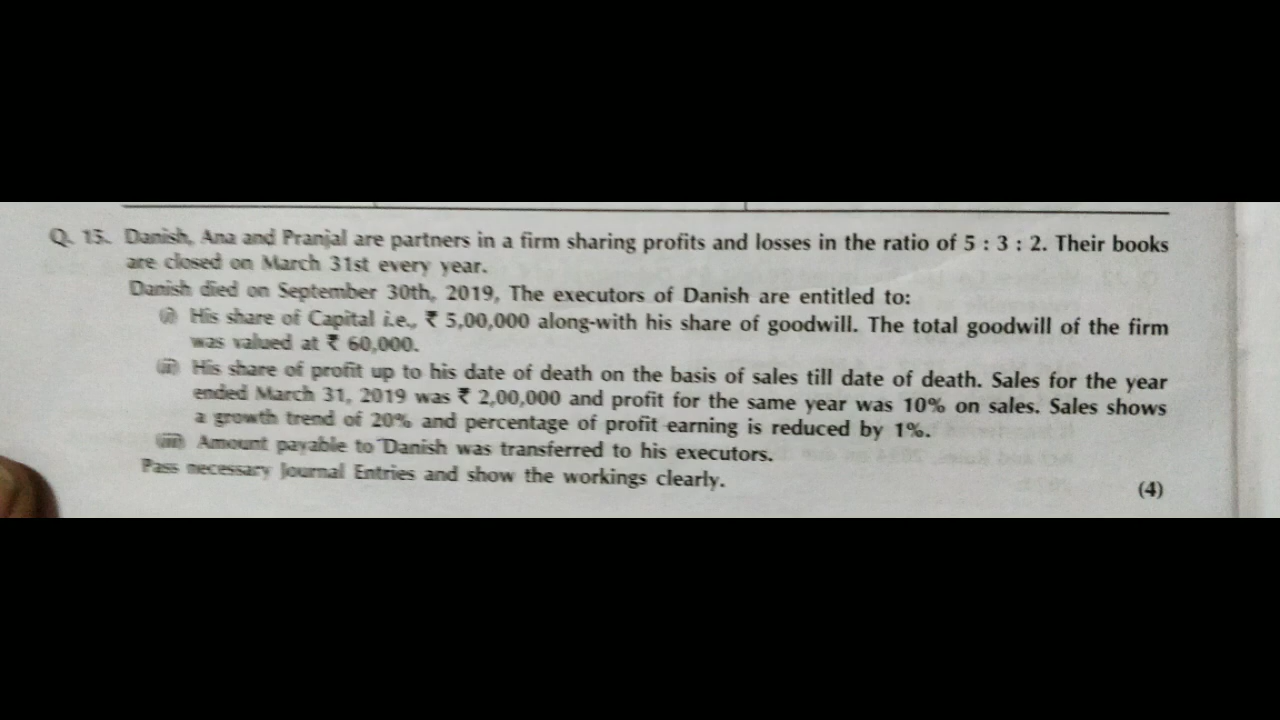 Q. 15. Danish, Ana and Pranjal are partners in a firm sharing profits and losses in the ratio of 5 : 3 : 2. Their books
are closed on March 31st every year.
Danish died on September 30th, 2019, The executors of Danish are entitled to:
(i) His share of Capital i.e., ₹ 5,00,000 along-with his share of goodwill. The total goodwill of the firm
was valued at ₹ 60,000.
(ii) His share of profit up to his date of death on the basis of sales till date of death. Sales for the year
ended March 31, 2019 was ₹ 2,00,000 and profit for the same year was 10% on sales. Sales shows
a growth trend of 20% and percentage of profit earning is reduced by 1%.
(iii) Amount payable to Danish was transferred to his executors.
Pass necessary Journal Entries and show the workings clearly.
(4)